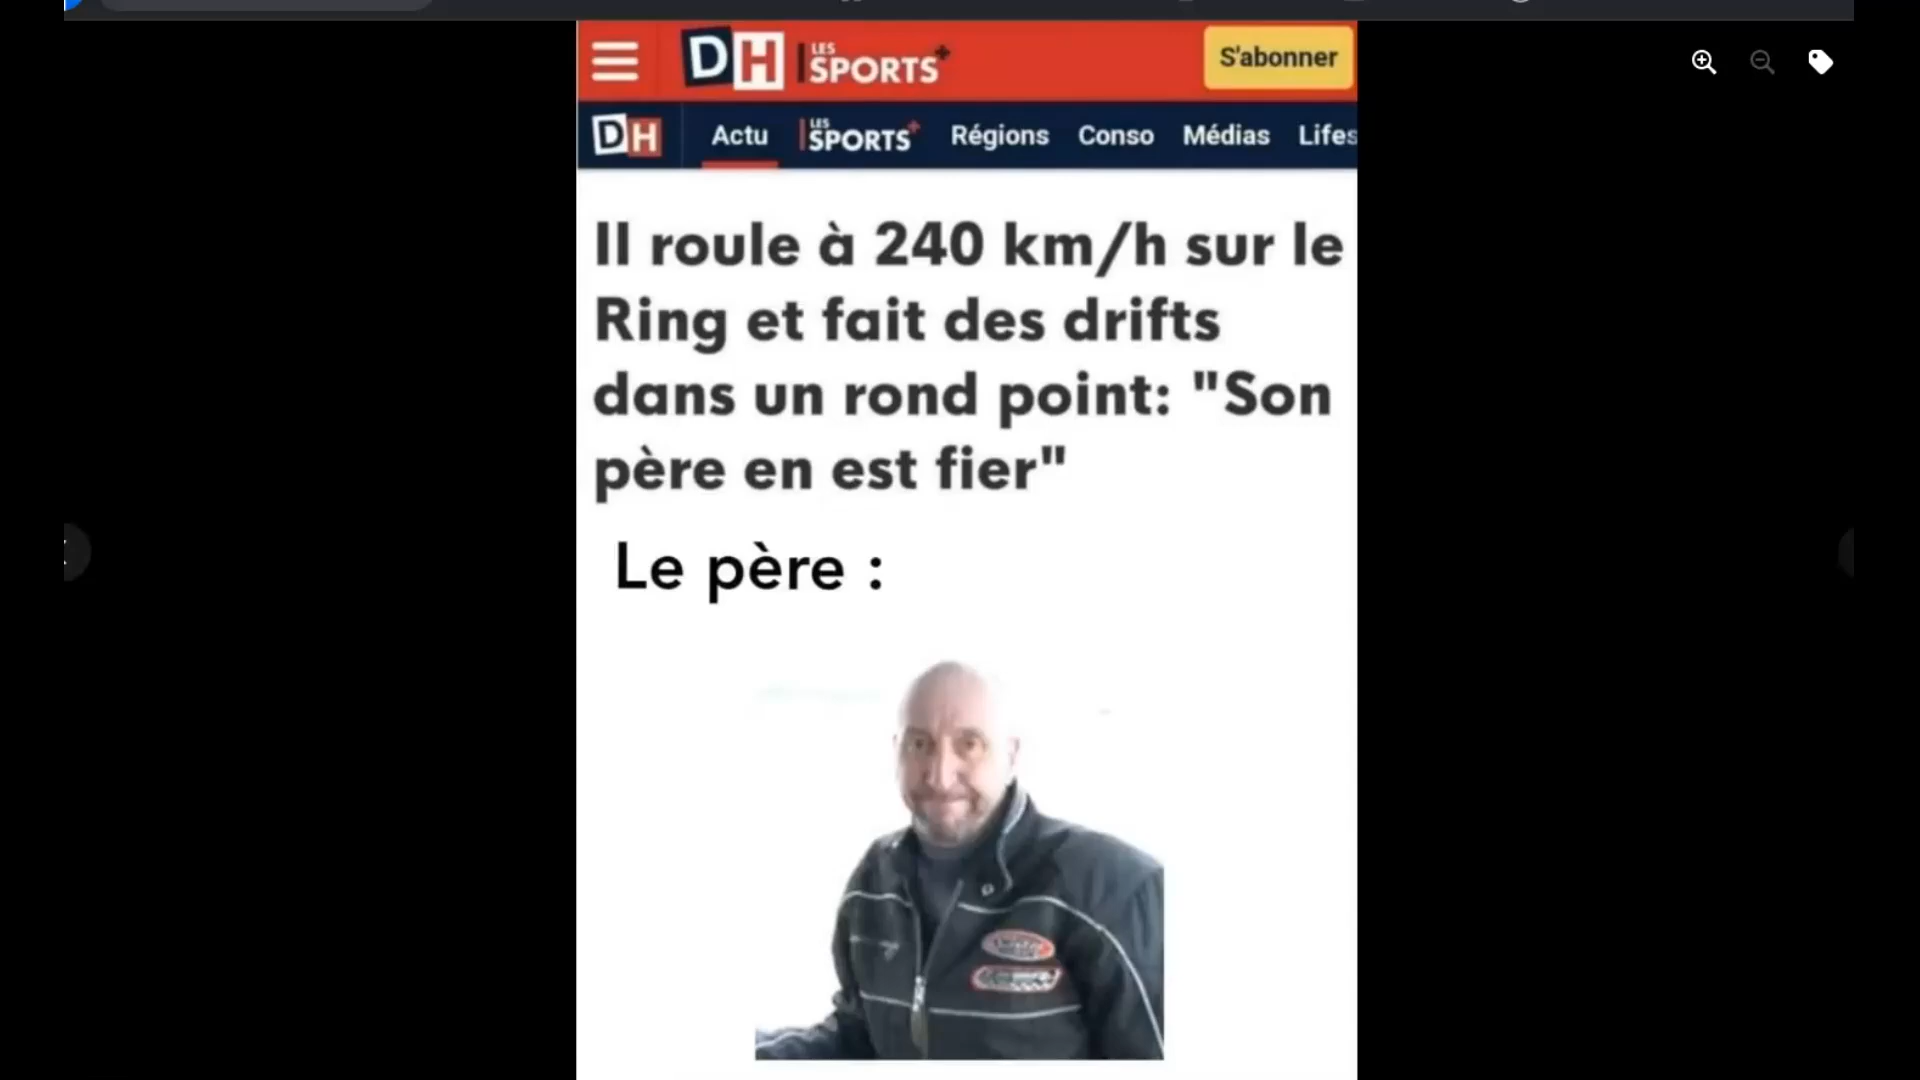 DH LES SPORTS+
S'abonner
DH Actu LES SPORTS+ Régions Conso Médias Lifes
Il roule à 240 km/h sur le
Ring et fait des drifts
dans un rond point: "Son
père en est fier"
Le père :